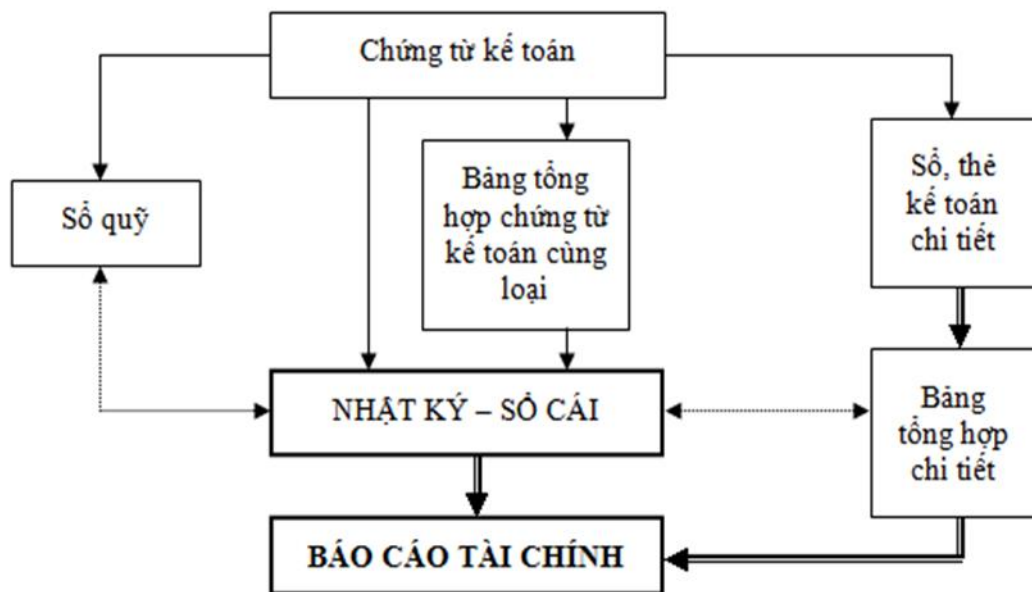 Chứng từ kế toán
Sổ quỹ
Bảng tổng
hợp chứng từ
kế toán cùng
loại
Sổ, thẻ
kế toán
chi tiết
NHẬT KÝ – SỔ CÁI
Bảng
tổng hợp
chi tiết
BÁO CÁO TÀI CHÍNH